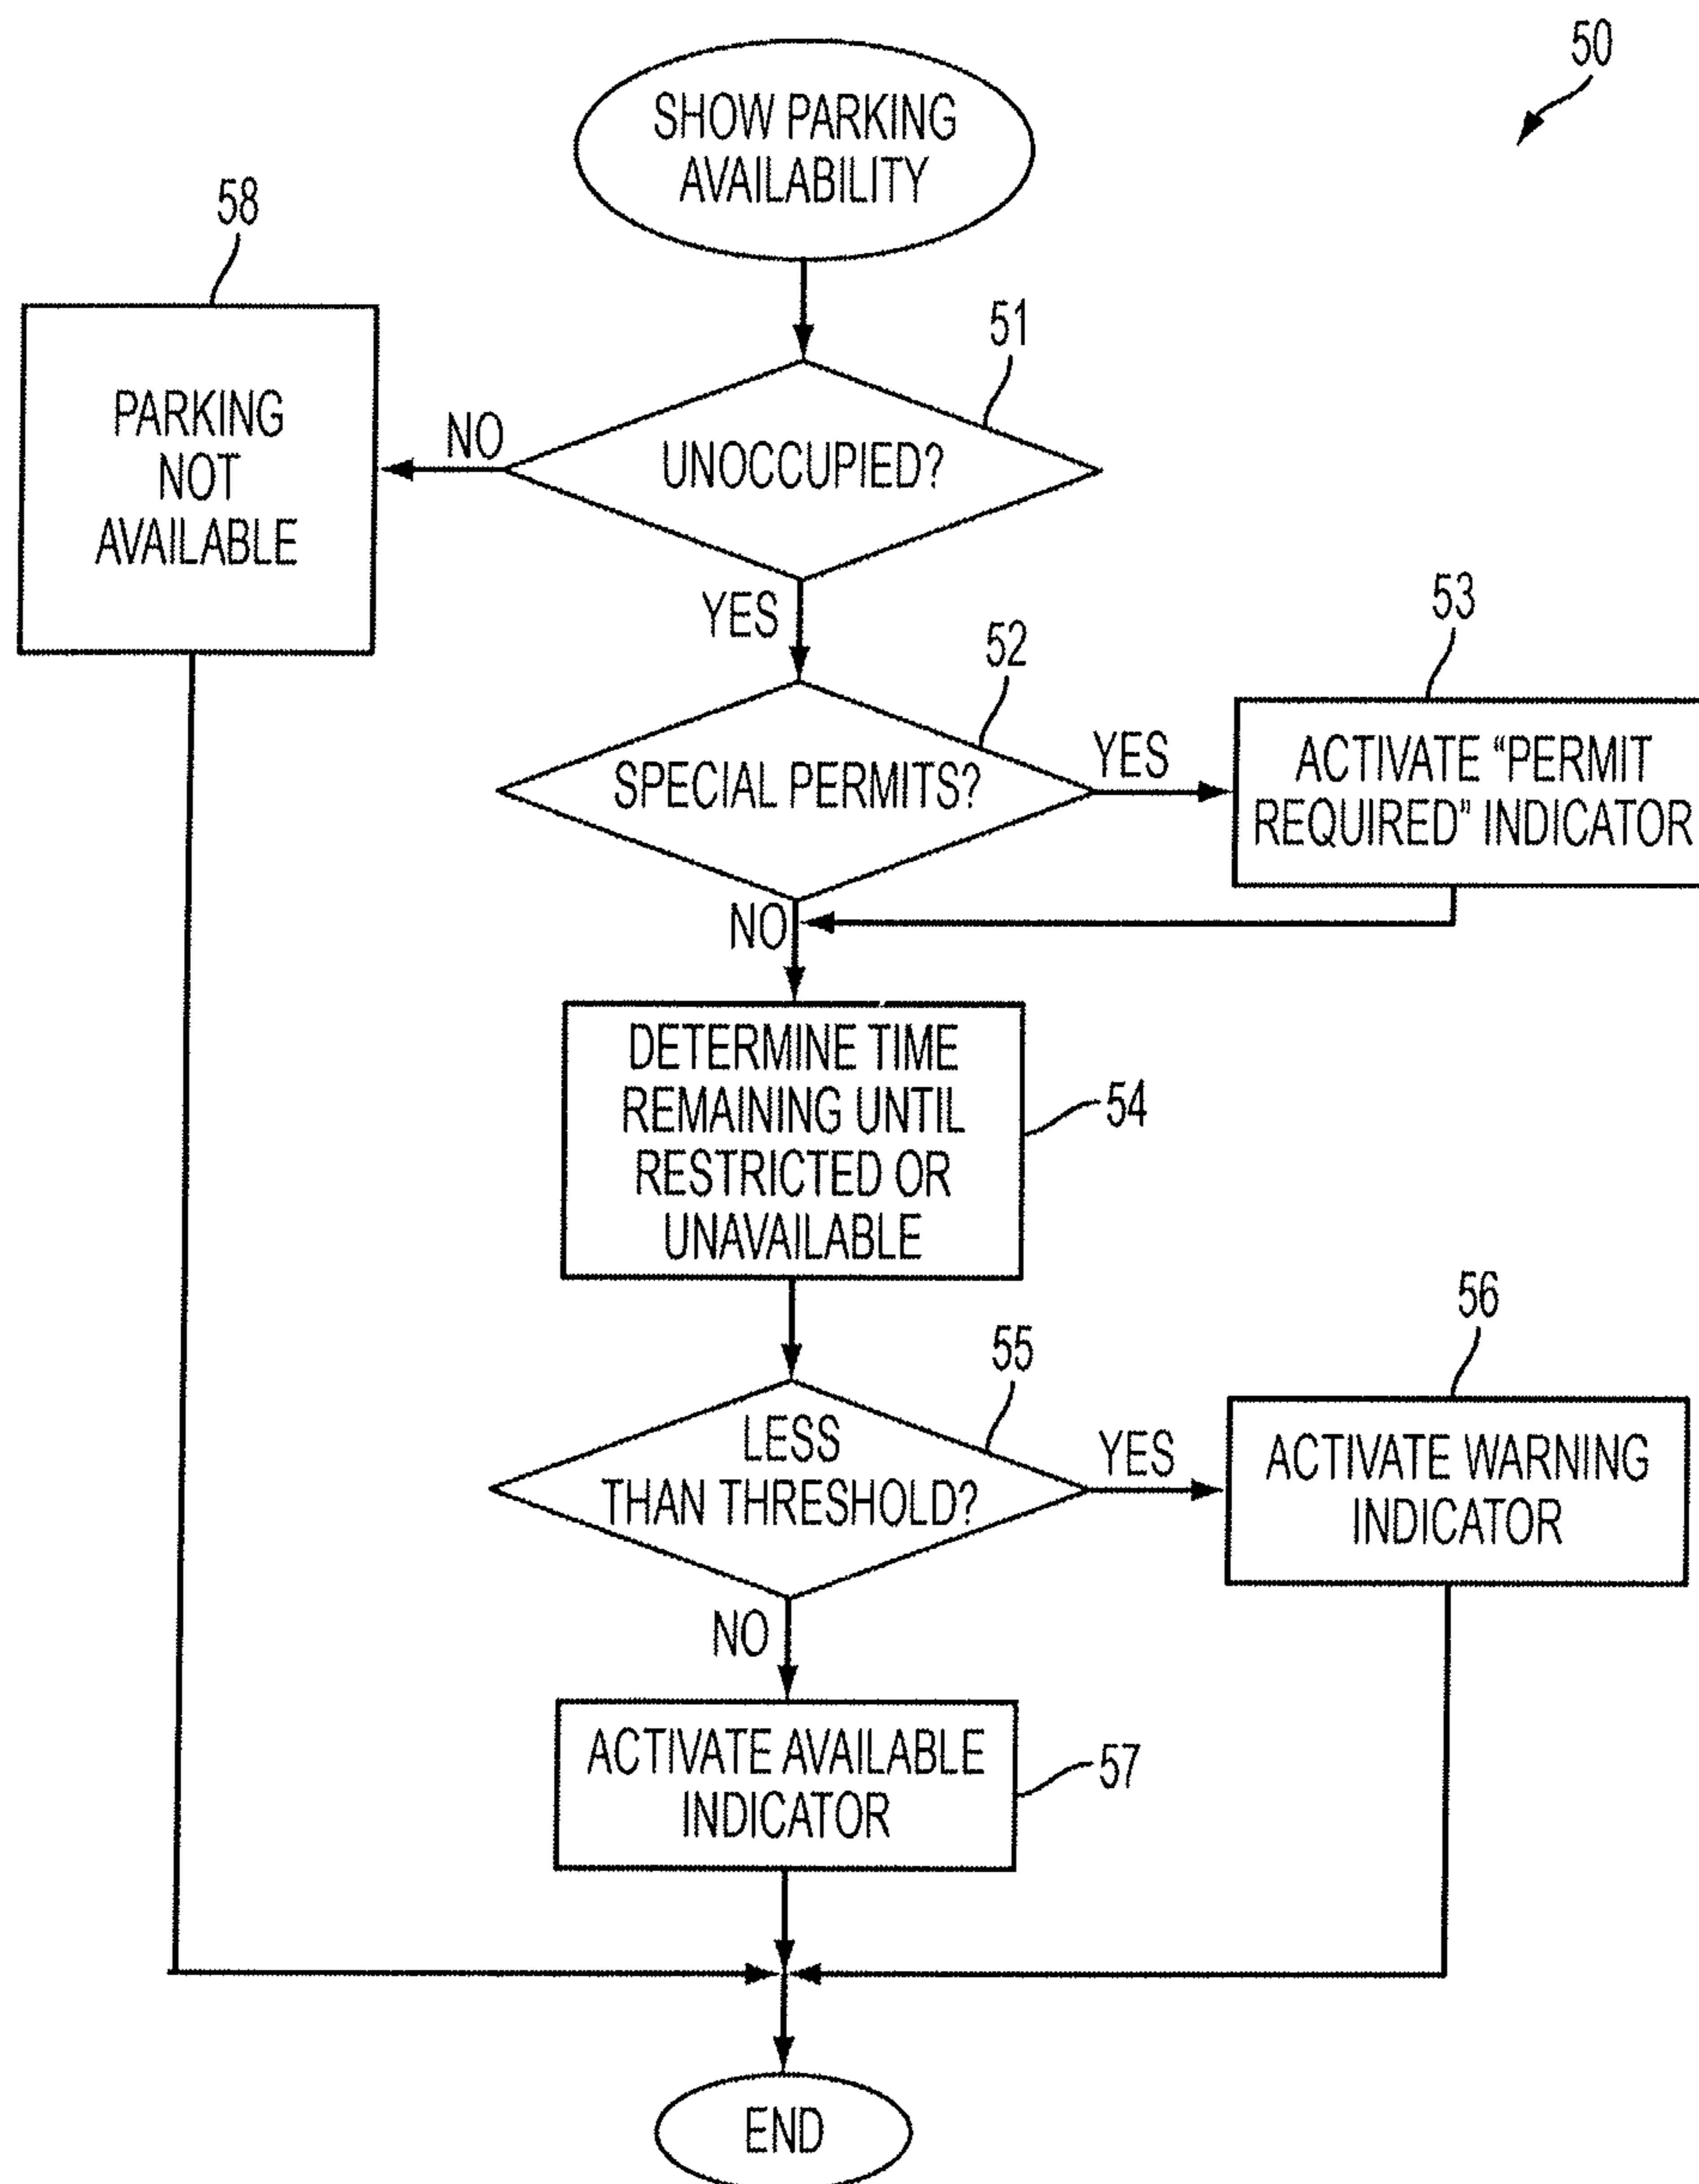 50
SHOW PARKING
AVAILABILITY
58
51
PARKING
NOT
AVAILABLE
NO
UNOCCUPIED?
YES
52
53
SPECIAL PERMITS?
YES
ACTIVATE “PERMIT
REQUIRED” INDICATOR
NO
DETERMINE TIME
REMAINING UNTIL
RESTRICTED OR
UNAVAILABLE
54
55
56
LESS
THAN THRESHOLD?
YES
ACTIVATE WARNING
INDICATOR
NO
ACTIVATE AVAILABLE
INDICATOR
57
END